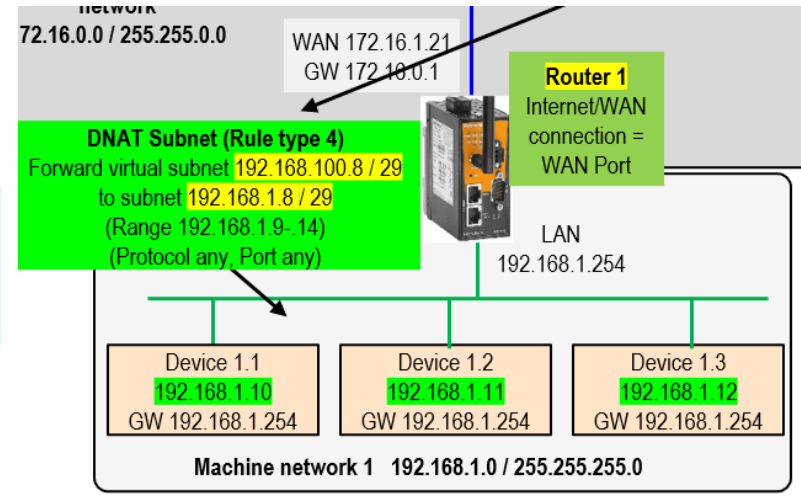 network
72.16.0.0 / 255.255.0.0
WAN 172.16.1.21
GW 172.16.0.1
Router 1
Internet/WAN
connection =
WAN Port
DNAT Subnet (Rule type 4)
Forward virtual subnet 192.168.100.8 / 29
to subnet 192.168.1.8 / 29
(Range 192.168.1.9-.14)
(Protocol any, Port any)
LAN
192.168.1.254
Device 1.1
192.168.1.10
GW 192.168.1.254
Device 1.2
192.168.1.11
GW 192.168.1.254
Device 1.3
192.168.1.12
GW 192.168.1.254
Machine network 1 192.168.1.0 / 255.255.255.0